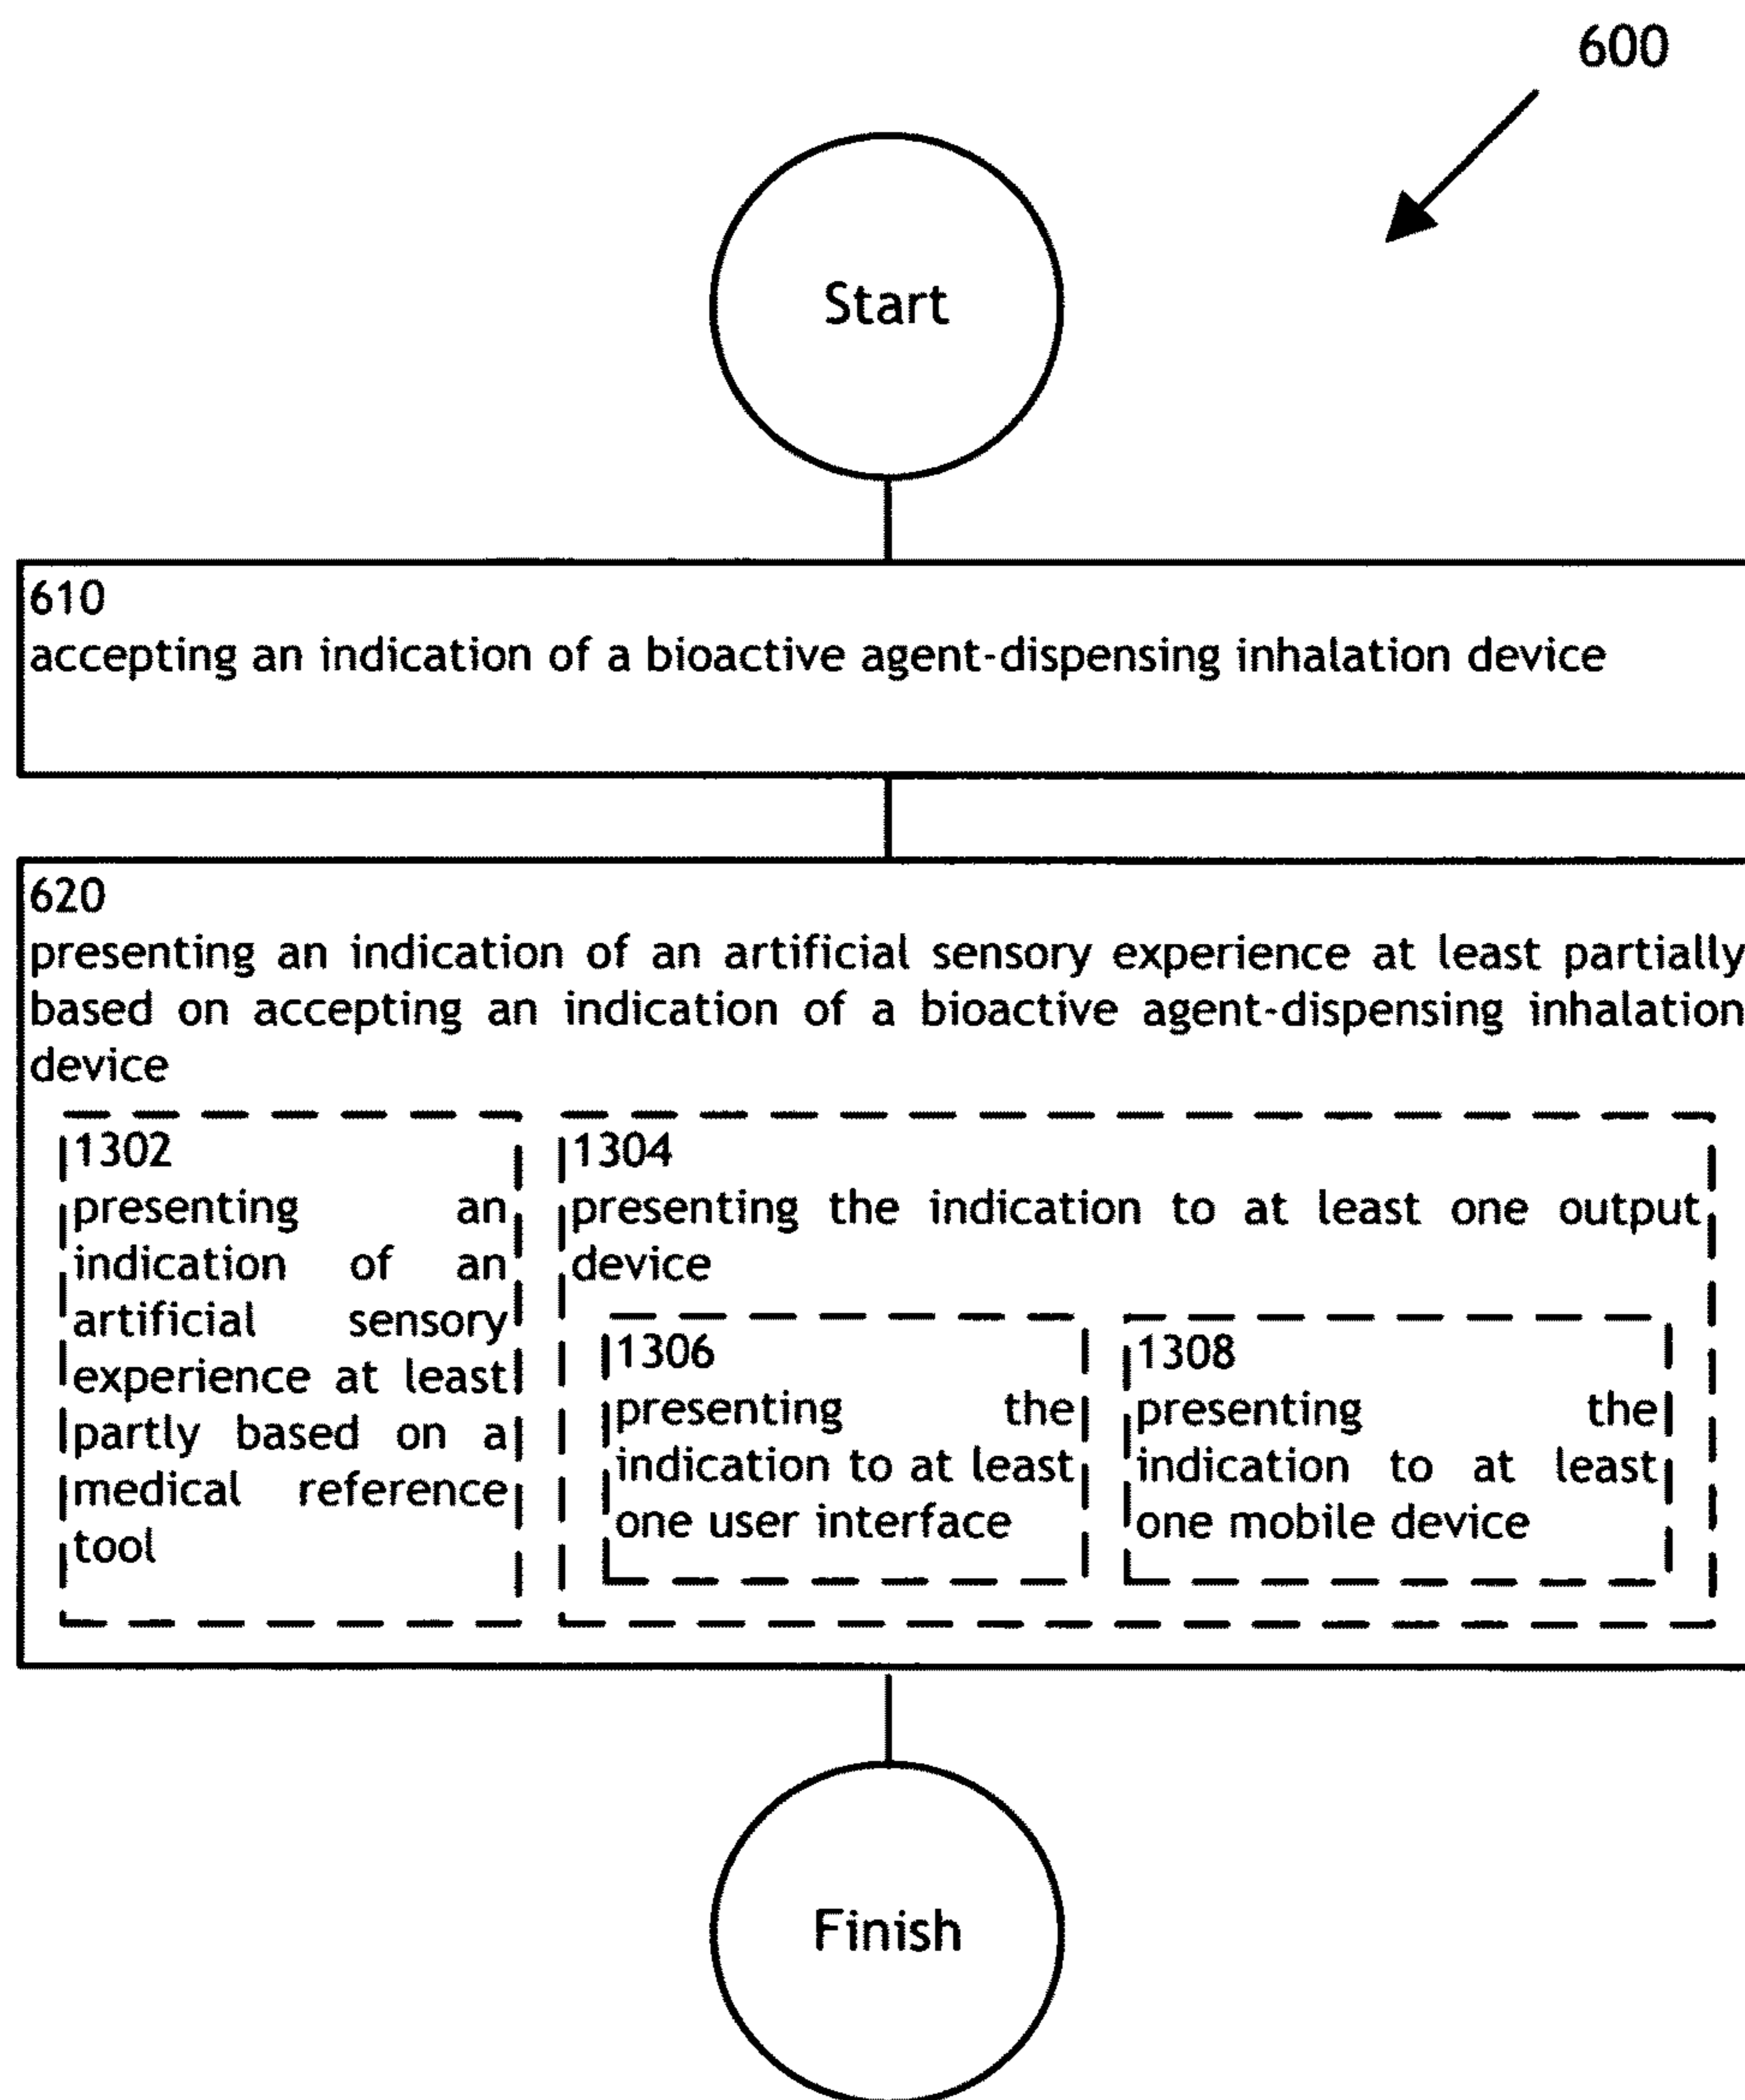 600
Start
610
accepting an indication of a bioactive agent-dispensing inhalation device
620
presenting an indication of an artificial sensory experience at least partially
based on accepting an indication of a bioactive agent-dispensing inhalation
device
1302
presenting an
indication of an
artificial sensory
experience at least
partly based on a
medical reference
tool
1304
presenting the indication to at least one output
device
1306
presenting the
indication to at least
one user interface
1308
presenting the
indication to at least
one mobile device
Finish